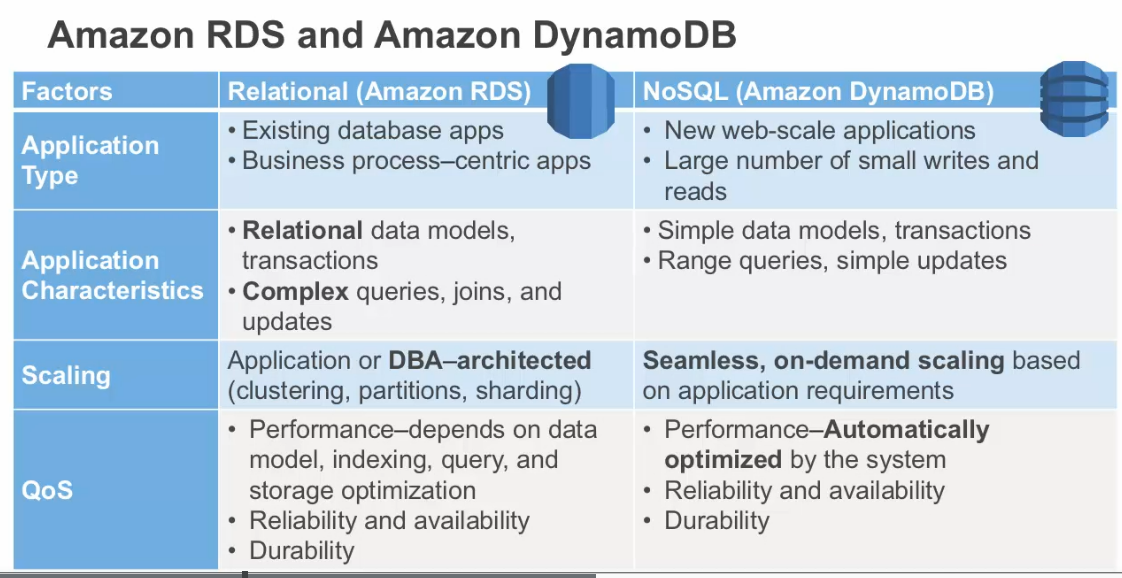 Amazon RDS and Amazon DynamoDB
Factors
Relational (Amazon RDS)
NoSQL (Amazon DynamoDB)
Application
Type
• Existing database apps
• Business process–centric apps
• New web-scale applications
• Large number of small writes and
reads
Application
Characteristics
• Relational data models,
transactions
• Complex queries, joins, and
updates
• Simple data models, transactions
• Range queries, simple updates
Scaling
Application or DBA–architected
(clustering, partitions, sharding)
Seamless, on-demand scaling based
on application requirements
QoS
• Performance–depends on data
model, indexing, query, and
storage optimization
• Reliability and availability
• Durability
• Performance–Automatically
optimized by the system
• Reliability and availability
• Durability